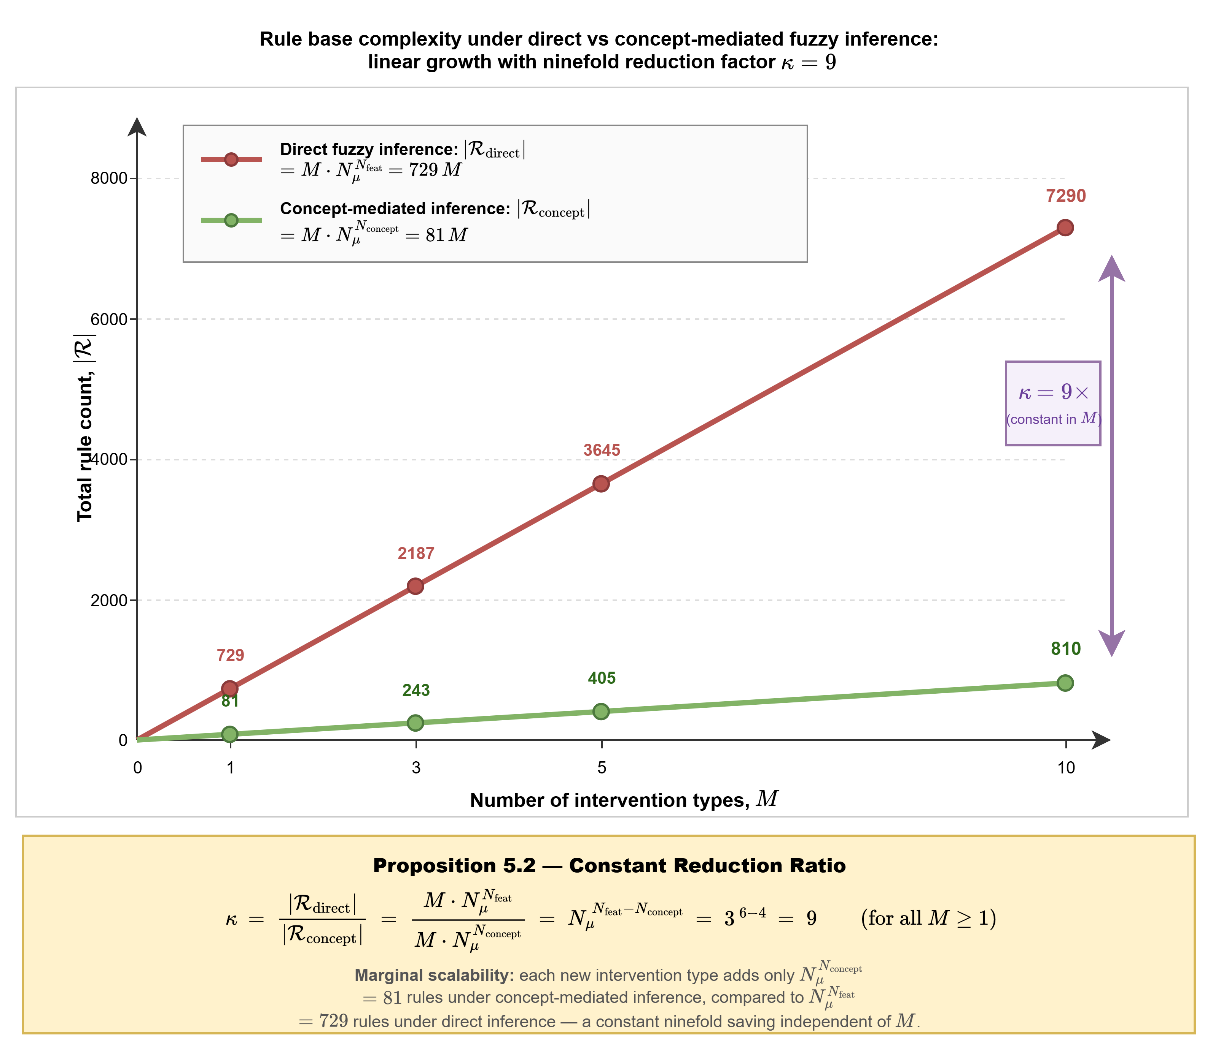 Rule base complexity under direct vs concept-mediated fuzzy inference:
linear growth with ninefold reduction factor κ = 9
Direct fuzzy inference: |ℛ_direct|
= M · N_μ^{N_feat} = 729 M
Concept-mediated inference: |ℛ_concept|
= M · N_μ^{N_concept} = 81 M
Total rule count, |ℛ|
8000
6000
4000
2000
0
7290
3645
2187
729
81
243
405
810
κ = 9×
(constant in M)
0 1 3 5 10
Number of intervention types, M
Proposition 5.2 — Constant Reduction Ratio
κ = |ℛ_direct| / |ℛ_concept| = M · N_μ^{N_feat} / M · N_μ^{N_concept} = N_μ^{N_feat−N_concept} = 3^{6−4} = 9 (for all M ≥ 1)
Marginal scalability: each new intervention type adds only N_μ^{N_concept}
= 81 rules under concept-mediated inference, compared to N_μ^{N_feat}
= 729 rules under direct inference — a constant ninefold saving independent of M.